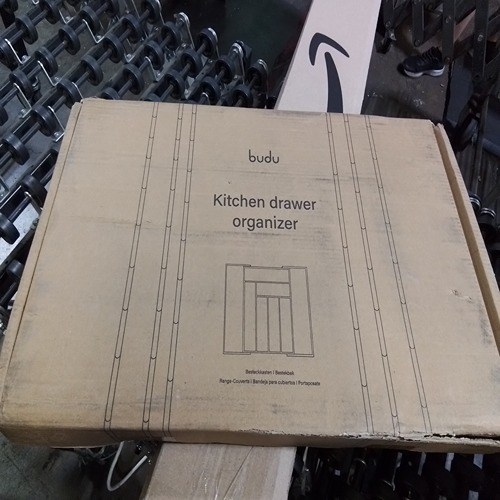 budu
Kitchen drawer
organizer
Besteckkasten | Bestekbak
Range-Couverts | Bandeja para cubiertos | Portaposate